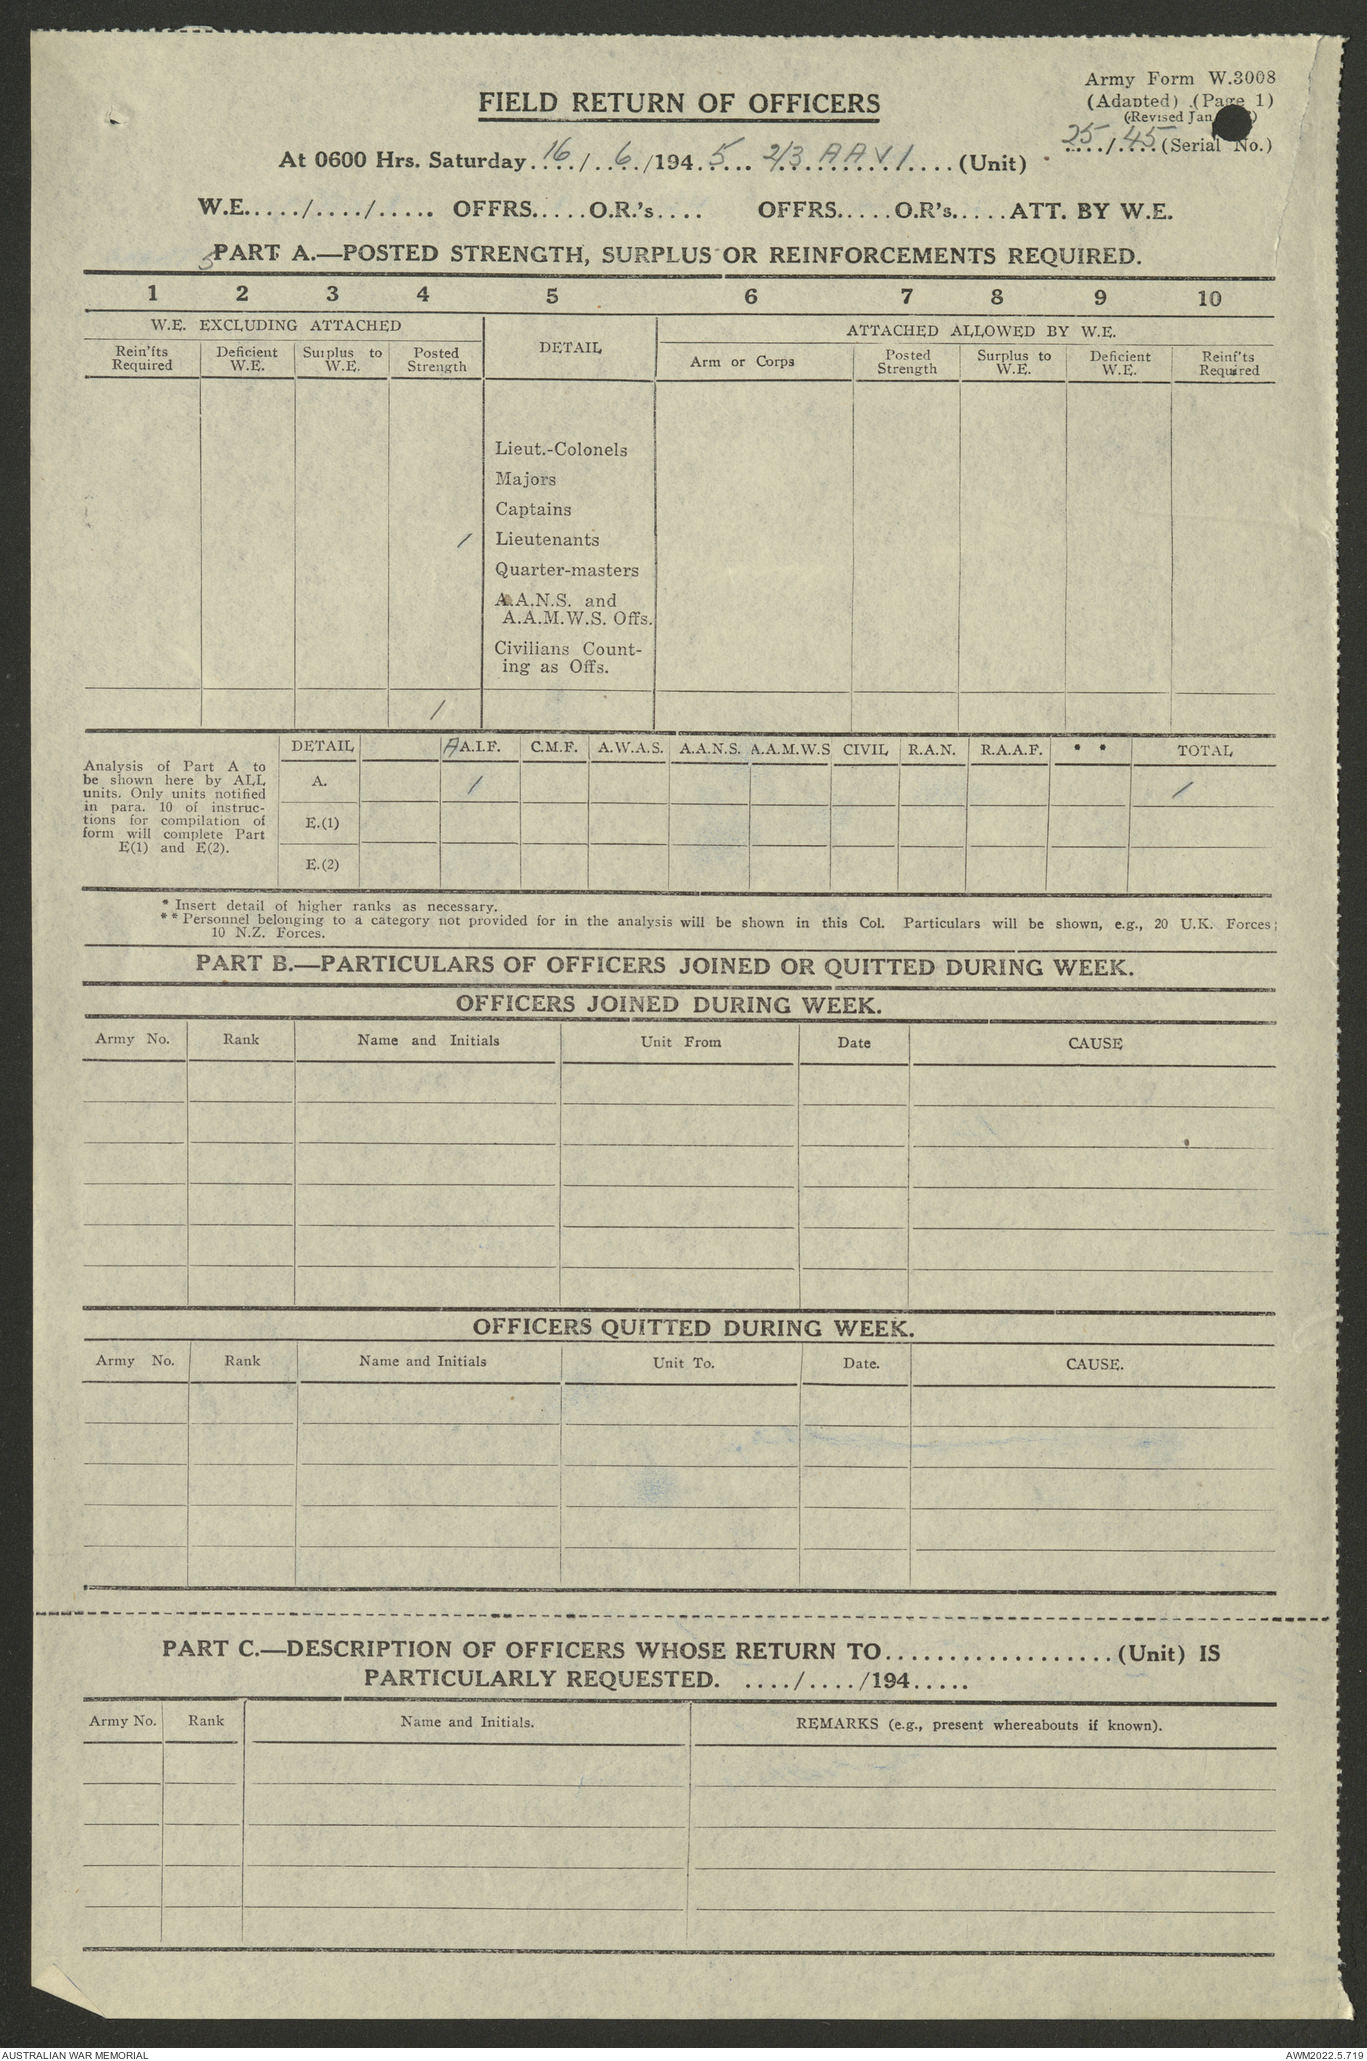 Army Form W.3008
(Adapted) (Page 1)
(Revised Jan
FIELD RETURN OF OFFICERS
25/45 (Serial No.)
At 0600 Hrs. Saturday 16/6/1945 2/3 AAV1 (Unit)
W.E...../..../..... OFFRS.....O.R.'s.... OFFRS.....O.R's.....ATT. BY W.E.
PART A.—POSTED STRENGTH, SURPLUS OR REINFORCEMENTS REQUIRED.
1 2 3 4 5 6 7 8 9 10
W.E. EXCLUDING ATTACHED DETAIL ATTACHED ALLOWED BY W.E.
Rein'fts Required Deficient W.E. Surplus to W.E. Posted Strength Arm or Corps Posted Strength Surplus to W.E. Deficient W.E. Reinf'ts Required
Lieut.-Colonels
Majors
Captains
1 Lieutenants
Quarter-masters
A.A.N.S. and
A.A.M.W.S. Offs.
Civilians Count-
ing as Offs.
1
DETAIL A A.I.F. C.M.F. A.W.A.S. A.A.N.S. A.A.M.W.S CIVIL R.A.N. R.A.A.F. * * TOTAL
Analysis of Part A to
be shown here by ALL
units. Only units notified
in para. 10 of instruc-
tions for compilation of
form will complete Part
E(1) and E(2).
A. 1 1
E.(1)
E.(2)
* Insert detail of higher ranks as necessary.
** Personnel belonging to a category not provided for in the analysis will be shown in this Col. Particulars will be shown, e.g., 20 U.K. Forces;
10 N.Z. Forces.
PART B.—PARTICULARS OF OFFICERS JOINED OR QUITTED DURING WEEK.
OFFICERS JOINED DURING WEEK.
Army No. Rank Name and Initials Unit From Date CAUSE
OFFICERS QUITTED DURING WEEK.
Army No. Rank Name and Initials Unit To. Date. CAUSE.
PART C.—DESCRIPTION OF OFFICERS WHOSE RETURN TO..................(Unit) IS
PARTICULARLY REQUESTED. ..../..../194.....
Army No. Rank Name and Initials. REMARKS (e.g., present whereabouts if known).
AUSTRALIAN WAR MEMORIAL AWM2022.5.719